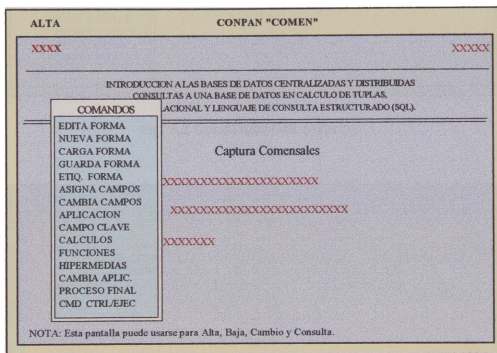 ALTA CONPAN "COMEN"
XXXX XXXXX
INTRODUCCION A LAS BASES DE DATOS CENTRALIZADAS Y DISTRIBUIDAS
CONSULTAS A UNA BASE DE DATOS EN CALCULO DE TUPLAS,
ACIONAL Y LENGUAJE DE CONSULTA ESTRUCTURADO (SQL).
COMANDOS
EDITA FORMA
NUEVA FORMA
CARGA FORMA
GUARDA FORMA
ETIQ. FORMA
ASIGNA CAMPOS
CAMBIA CAMPOS
APLICACION
CAMPO CLAVE
CALCULOS
FUNCIONES
HIPERMEDIAS
CAMBIA APLIC.
PROCESO FINAL
CMD CTRL/EJEC
Captura Comensales
XXXXXXXXXXXXXXXXXXXXX
XXXXXXXXXXXXXXXXXXXXXXXX
XXXXXXX
NOTA: Esta pantalla puede usarse para Alta, Baja, Cambio y Consulta.